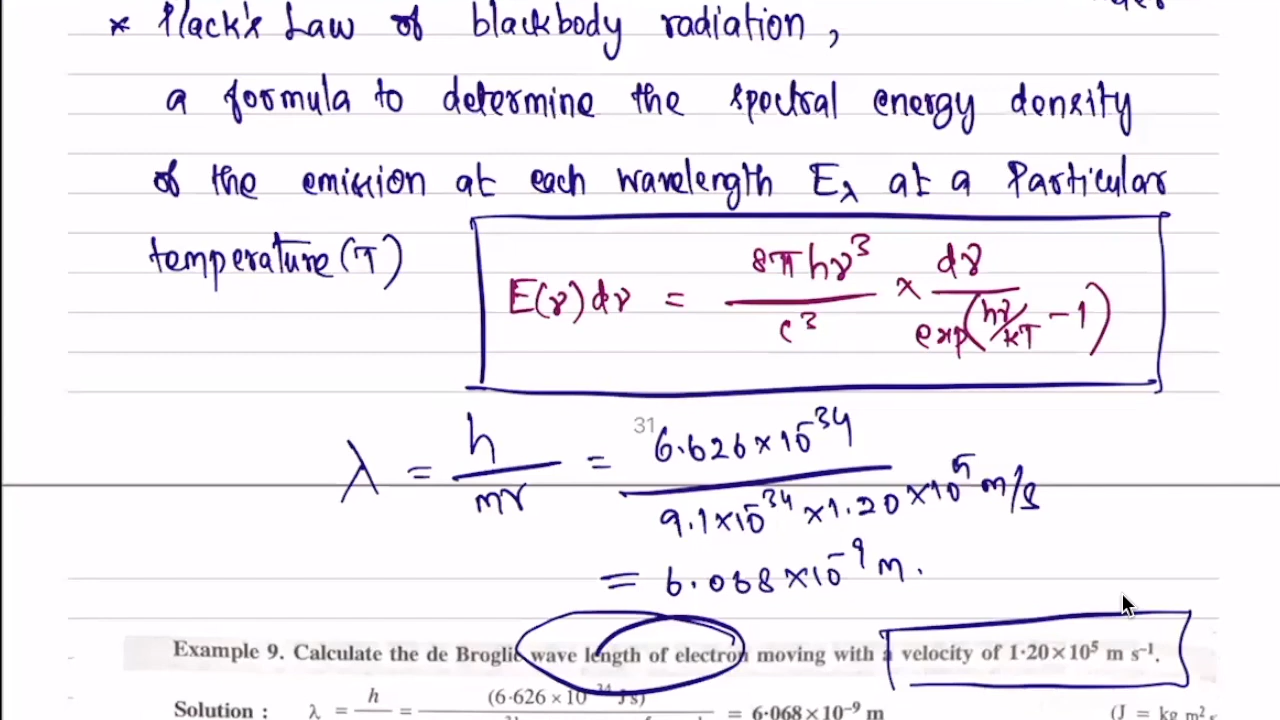 * Plack's Law of blackbody radiation,
a formula to determine the spectral energy density
of the emission at each wavelength Eλ at a Particular
temperature (T)
E(ν)dν = 8πhν³ / c³ × dν / exp(hν/kT - 1)
31
λ = h / mv = 6.626×10⁻³⁴ / 9.1×10⁻³⁴ × 1.20×10⁵ m/s
= 6.068×10⁻⁹ m.
Example 9. Calculate the de Broglie wave length of electron moving with a velocity of 1·20×10⁵ m s⁻¹.
Solution : λ = h = (6·626×10⁻³⁴ Js) = 6·068×10⁻⁹ m (J = kg m² s